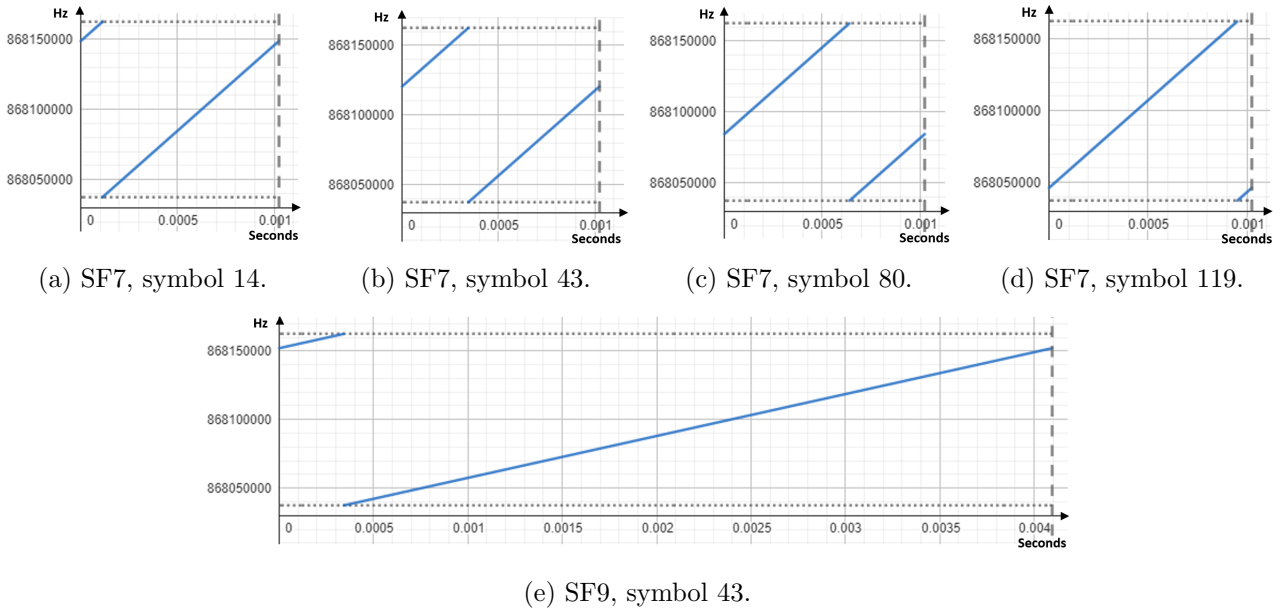 Hz
868150000
868100000
868050000
0 0.0005 0.001
Seconds
(a) SF7, symbol 14.
Hz
868150000
868100000
868050000
0 0.0005 0.001
Seconds
(b) SF7, symbol 43.
Hz
868150000
868100000
868050000
0 0.0005 0.001
Seconds
(c) SF7, symbol 80.
Hz
868150000
868100000
868050000
0 0.0005 0.001
Seconds
(d) SF7, symbol 119.
Hz
868150000
868100000
868050000
0 0.0005 0.001 0.0015 0.002 0.0025 0.003 0.0035 0.004
Seconds
(e) SF9, symbol 43.